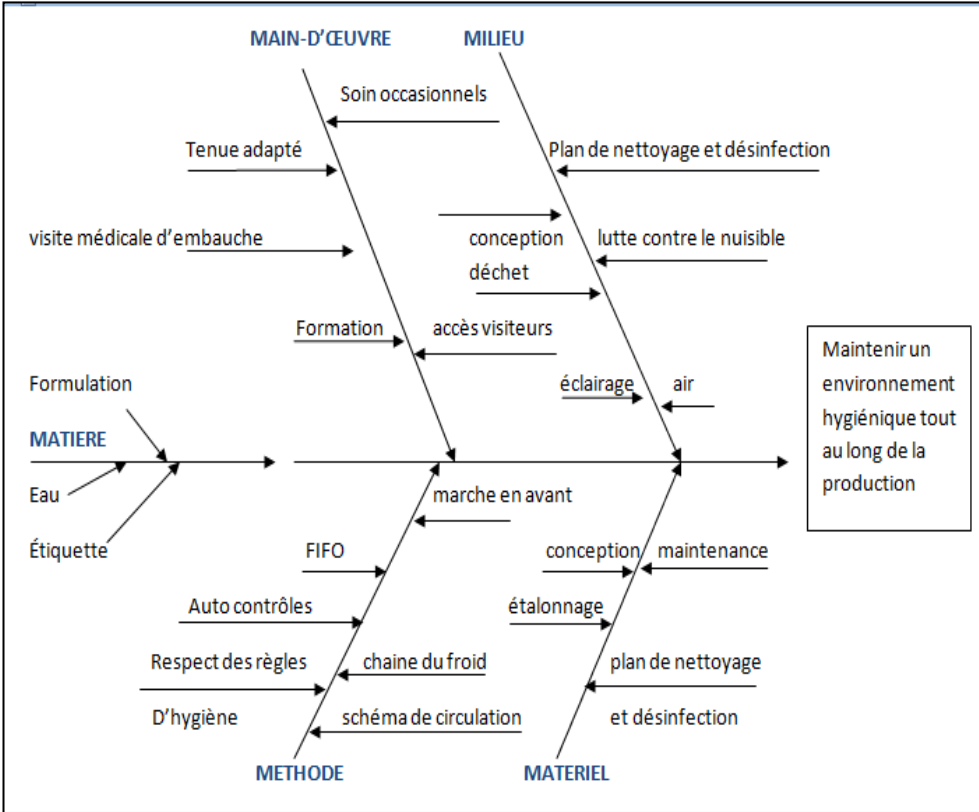 MAIN-D'ŒUVRE
MILIEU
Soin occasionnels
Tenue adapté
Plan de nettoyage et désinfection
visite médicale d'embauche
conception
lutte contre le nuisible
déchet
Formation
accès visiteurs
éclairage
air
Maintenir un
environnement
hygiénique tout
au long de la
production
Formulation
MATIERE
Eau
Étiquette
marche en avant
FIFO
conception
maintenance
Auto contrôles
étalonnage
Respect des règles
D'hygiène
chaine du froid
plan de nettoyage
et désinfection
schéma de circulation
METHODE
MATERIEL